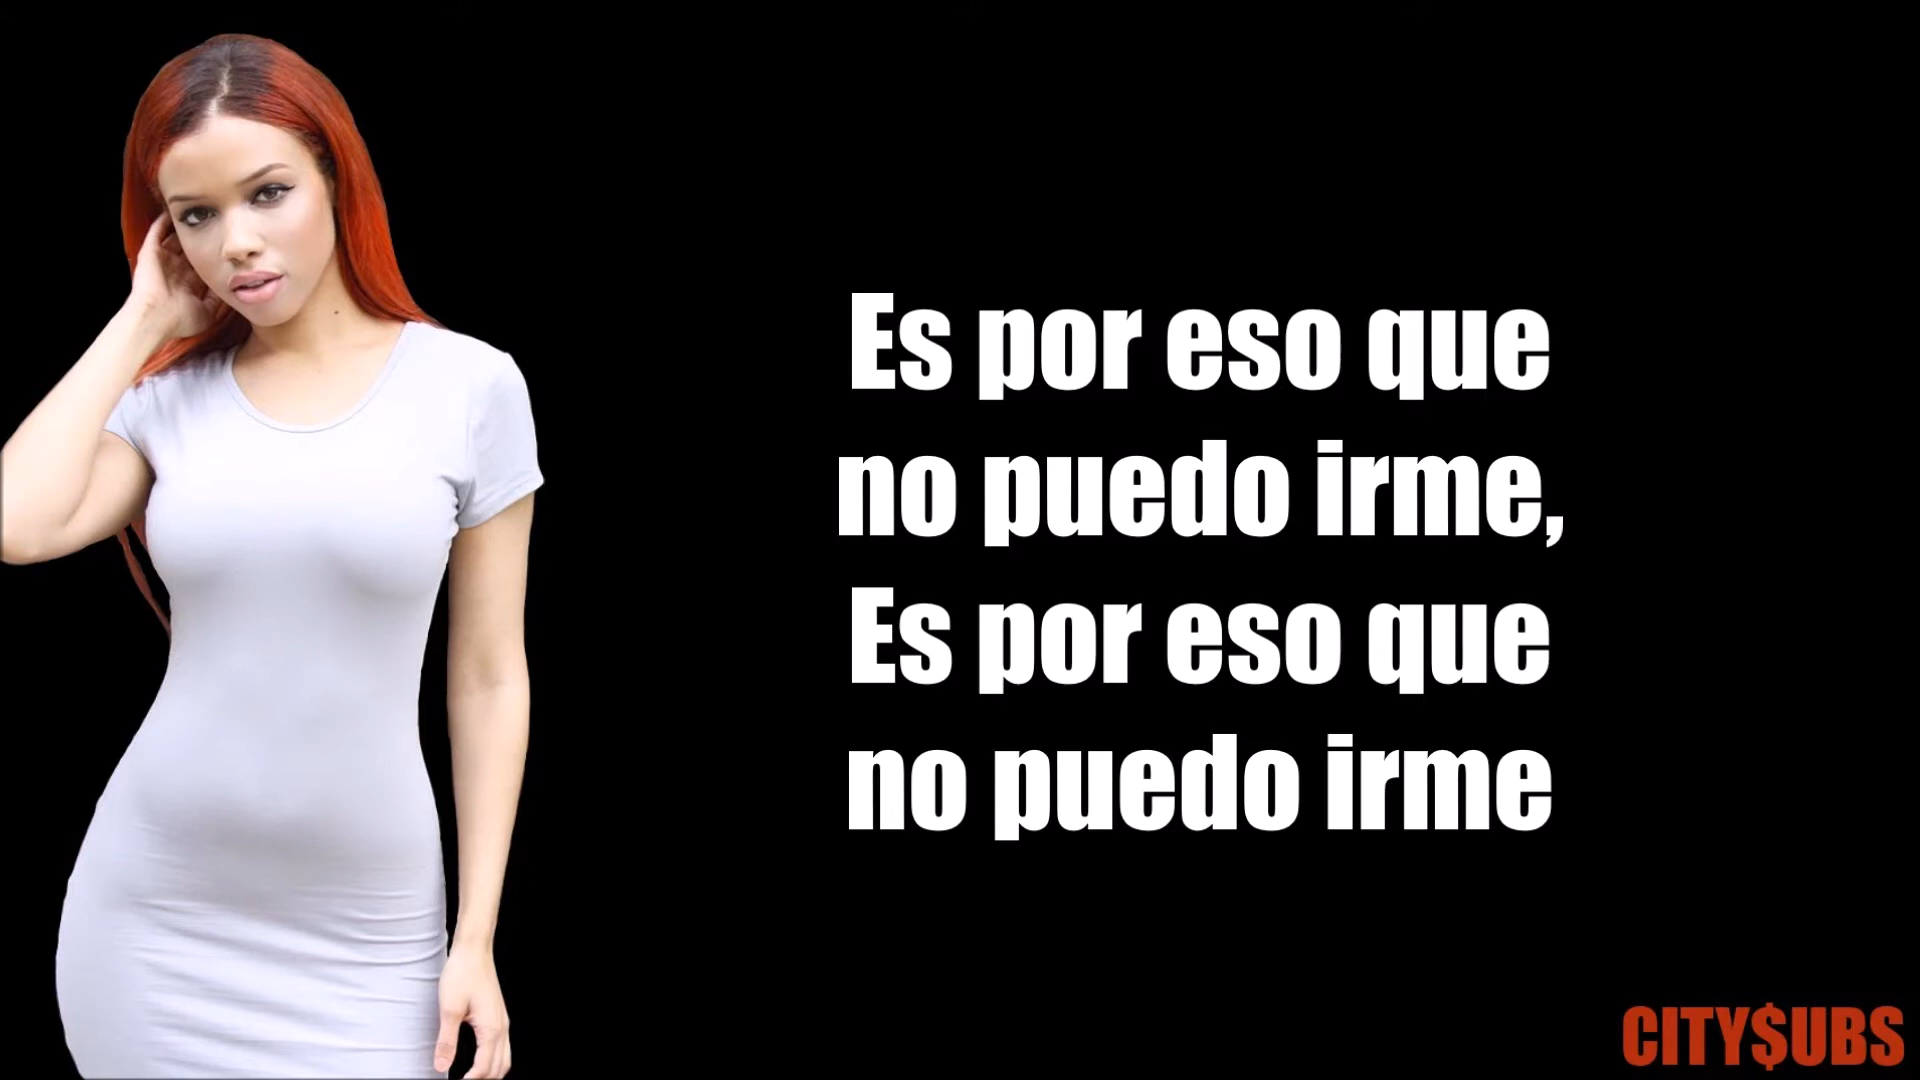 Es por eso que
no puedo irme,
Es por eso que
no puedo irme
CITY$UBS